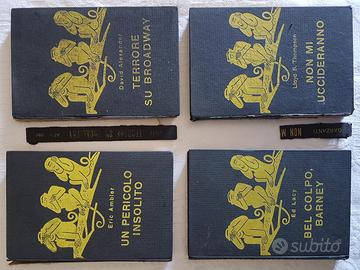 David Alexander
TERRORE
SU BROADWAY
Lloyd B. Thompson
NON MI
UCCIDERANNO
GARZANTI
NON M
Eric Ambler
UN PERICOLO
INSOLITO
Ed Lacy
BEL COLPO,
BARNEY
subito